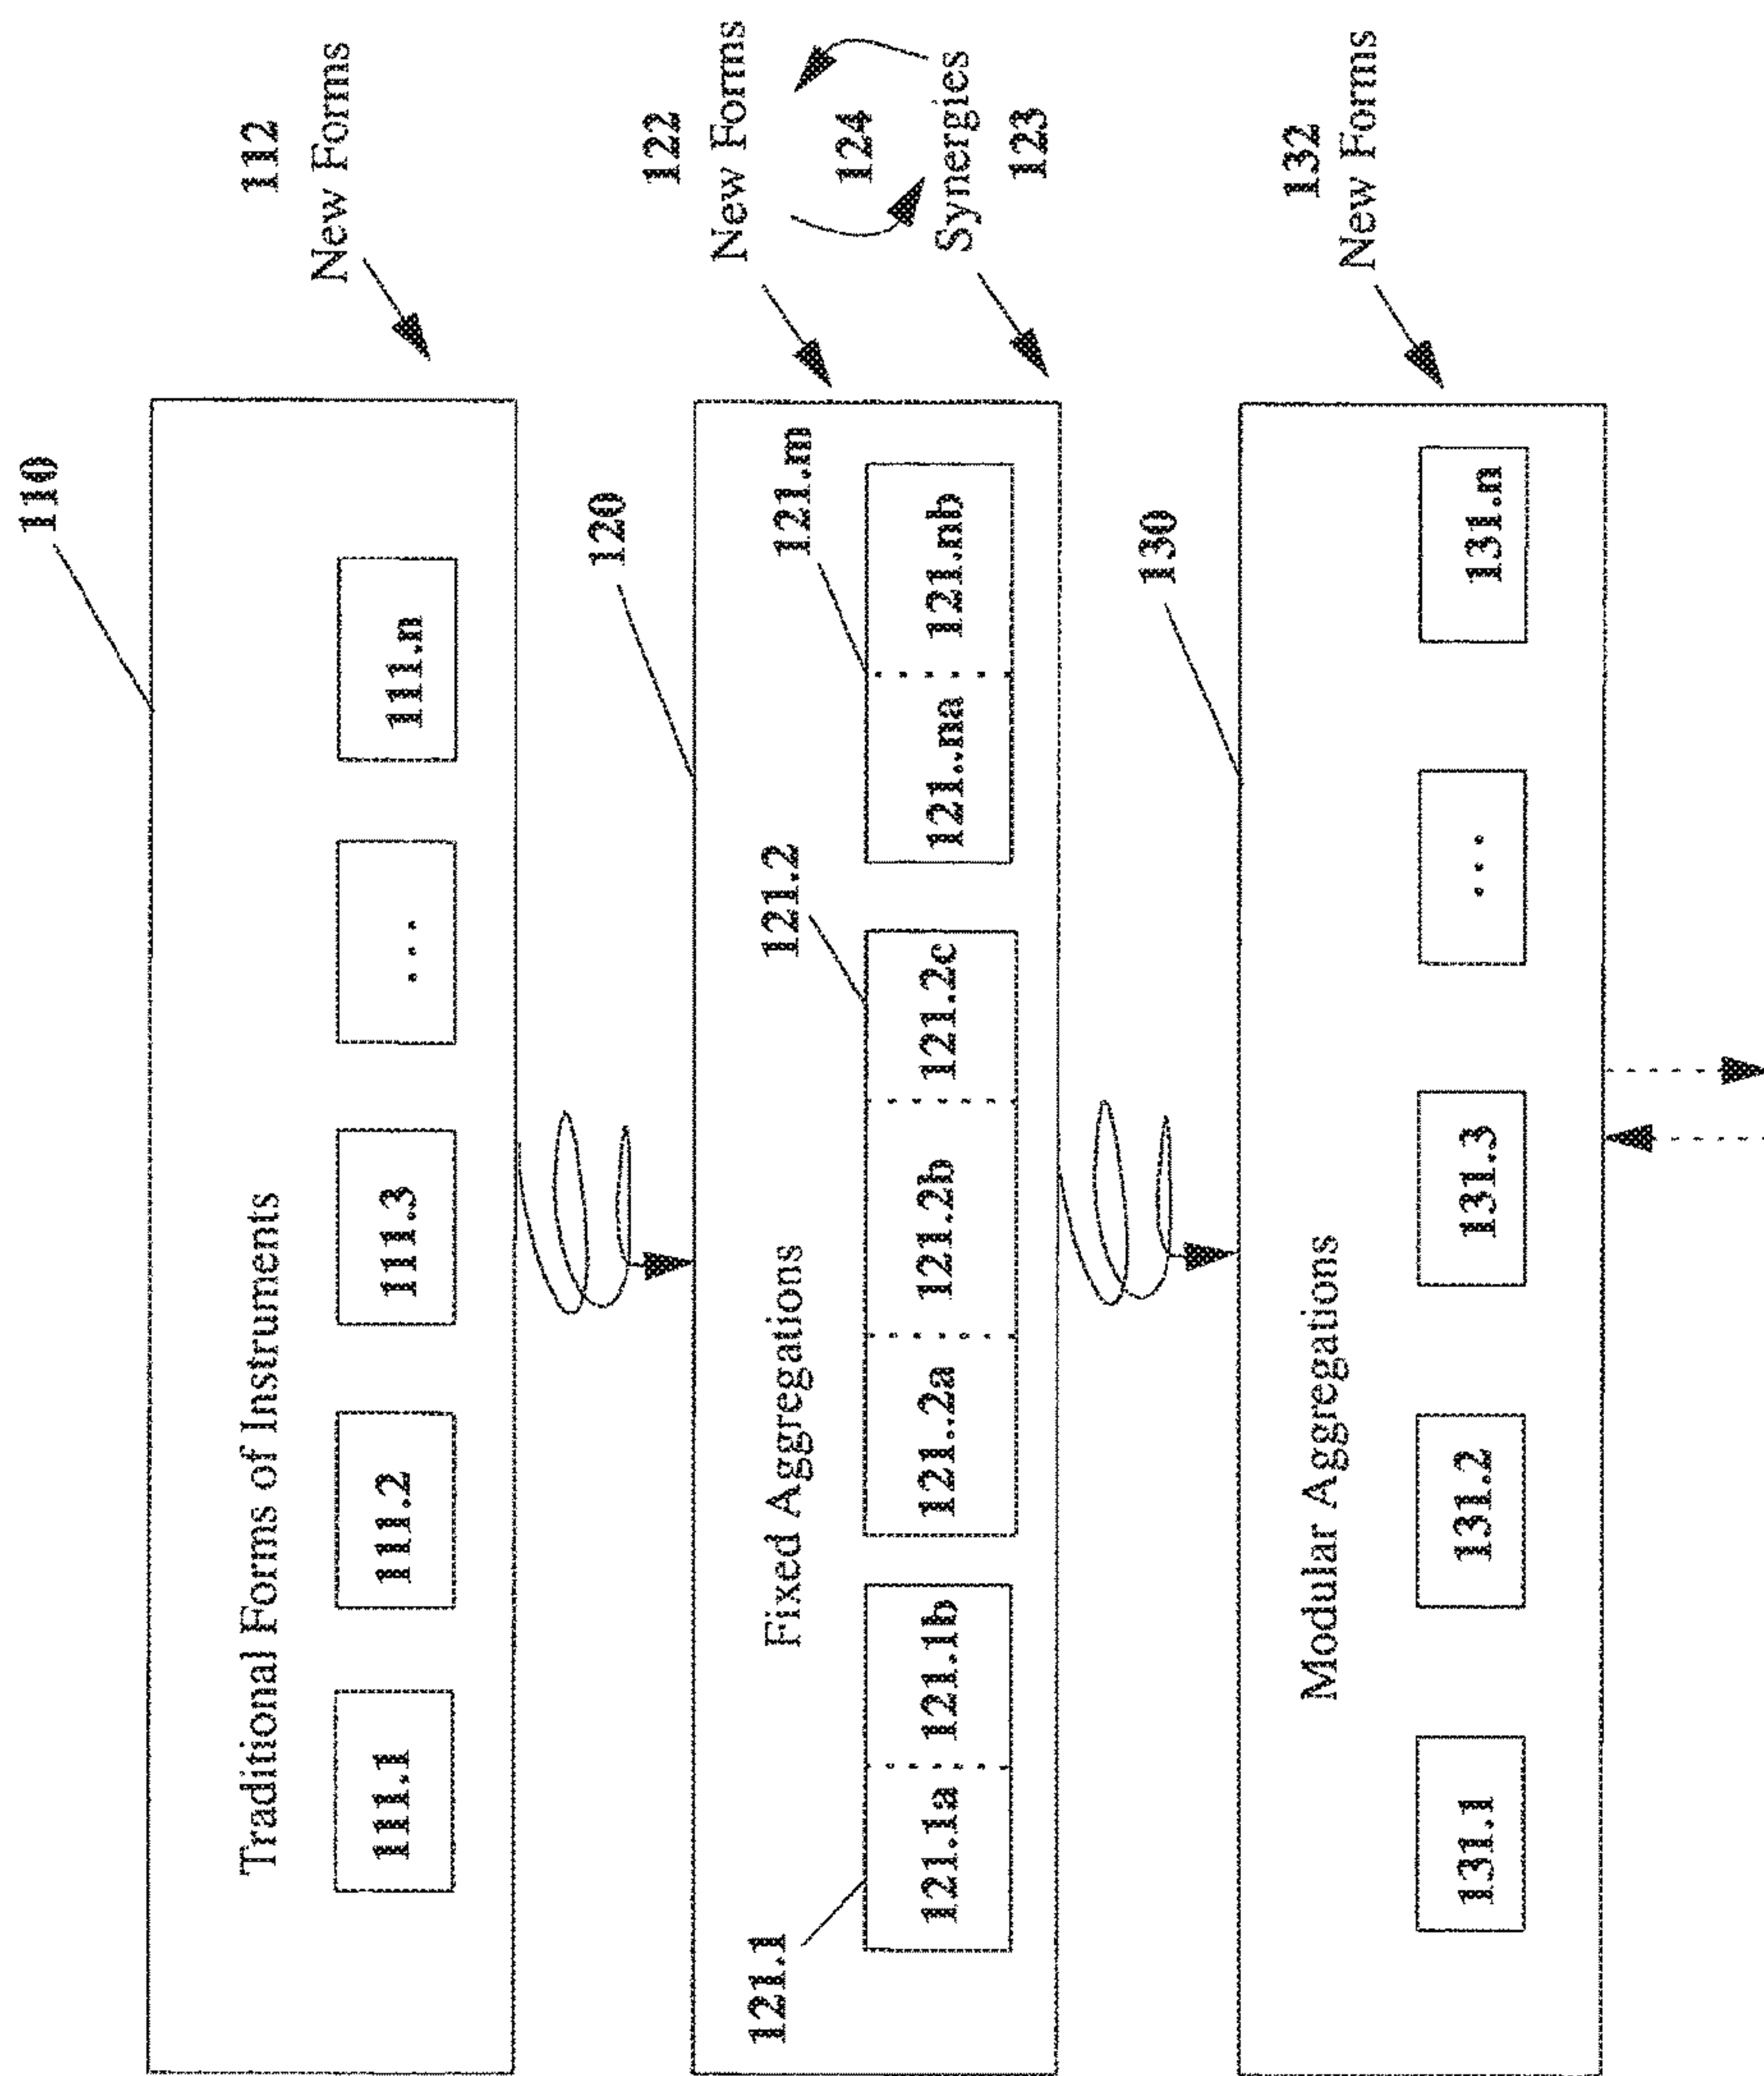 110
112
New Forms
Traditional Forms of Instruments
111.1
111.2
111.3
...
111.n
120
122
New Forms
124
Synergies
123
Fixed Aggregations
121.1
121.2
121.m
121.1a
121.1b
121.2a
121.2b
121.2c
121.na
121.nb
130
132
New Forms
Modular Aggregations
131.1
131.2
131.3
...
131.n